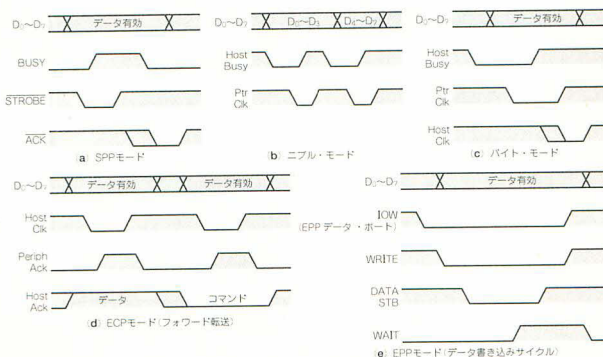 D₀〜D₇ データ有効
BUSY
STROBE
ACK
(a) SPPモード
D₀〜D₇ D₀〜D₃ D₄〜D₇
Host Busy
Ptr Clk
(b) ニブル・モード
D₀〜D₇ データ有効
Host Busy
Ptr Clk
Host Clk
(c) バイト・モード
D₀〜D₇ データ有効 データ有効
Host Clk
Periph Ack
Host Ack データ コマンド
(d) ECPモード(フォワード転送)
D₀〜D₇ データ有効
IOW
(EPP データ・ポート)
WRITE
DATA STB
WAIT
(e) EPPモード(データ書き込みサイクル)